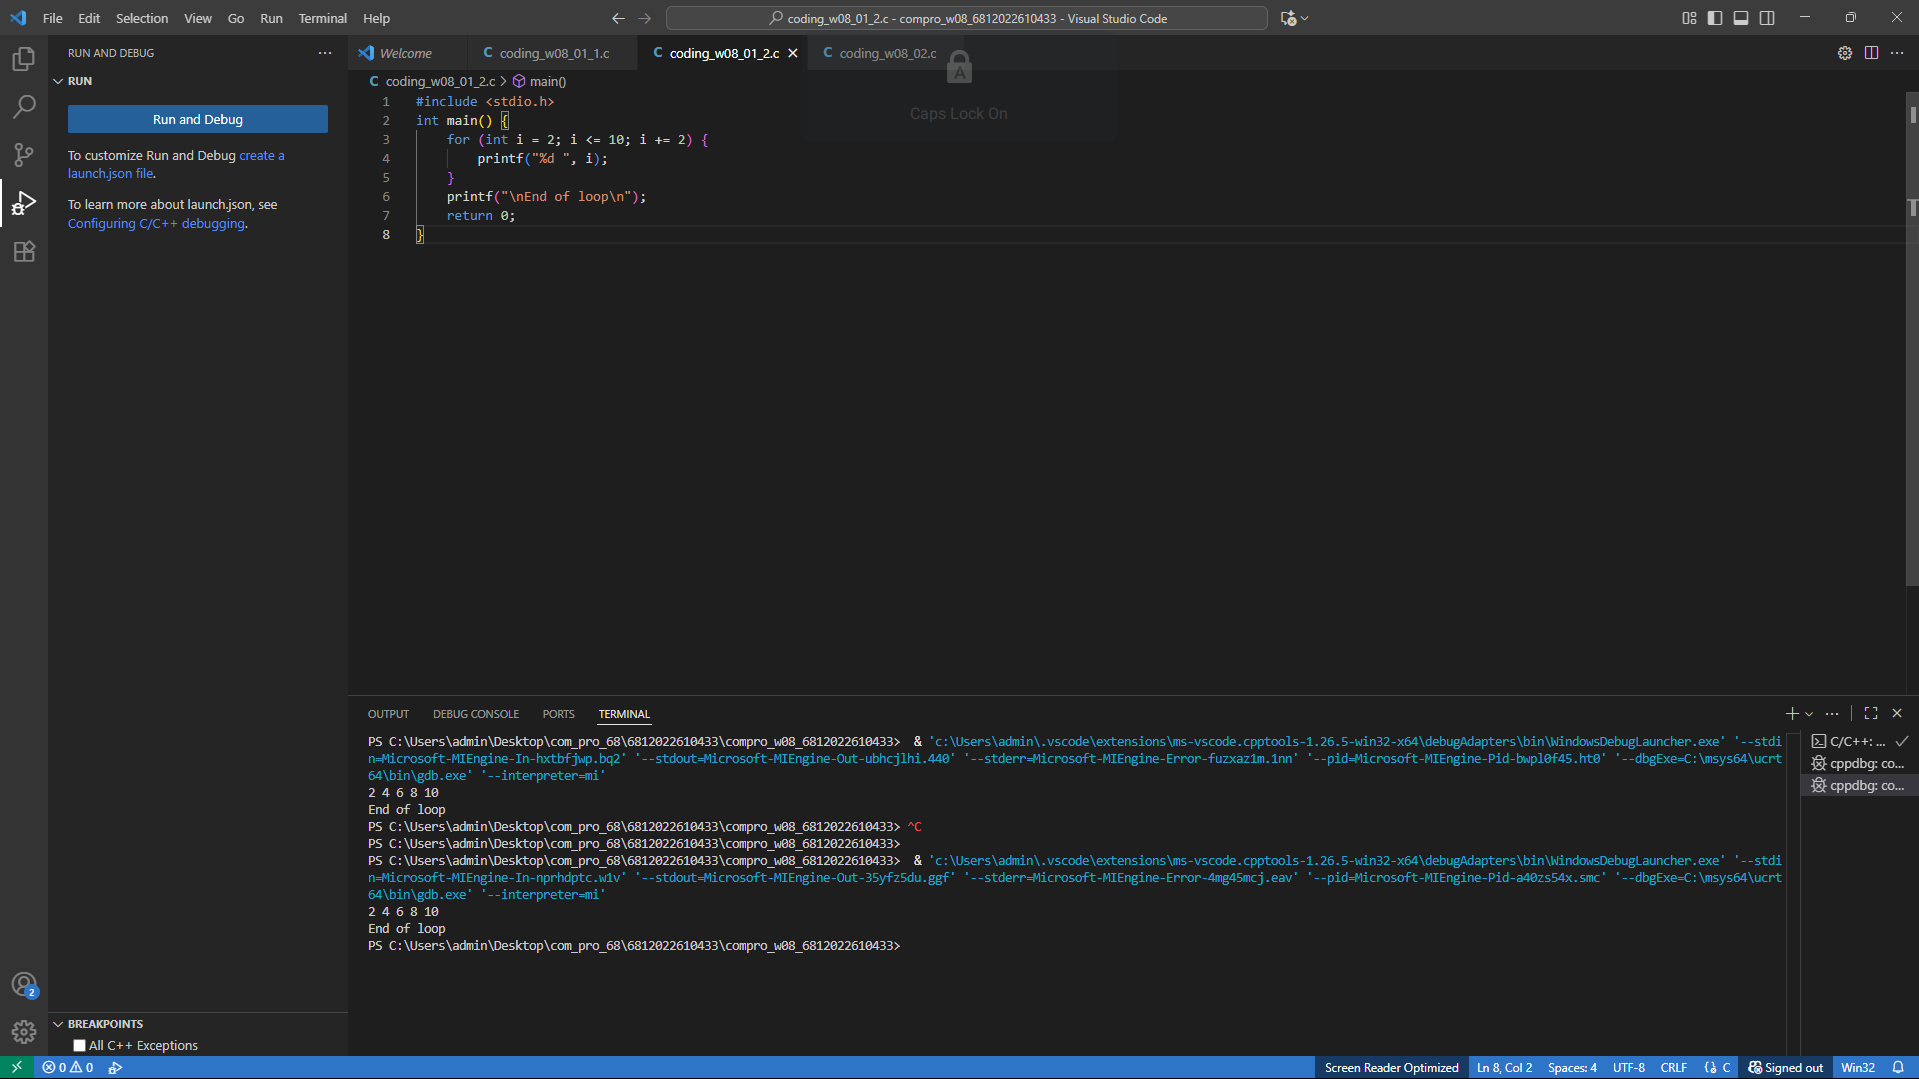 File Edit Selection View Go Run Terminal Help
coding_w08_01_2.c - compro_w08_6812022610433 - Visual Studio Code
RUN AND DEBUG
RUN
Run and Debug
To customize Run and Debug create a
launch.json file.
To learn more about launch.json, see
Configuring C/C++ debugging.
Welcome
coding_w08_01_1.c
coding_w08_01_2.c
coding_w08_02.c
Caps Lock On
A
C coding_w08_01_2.c > main()
1 #include <stdio.h>
2 int main() {
3 for (int i = 2; i <= 10; i += 2) {
4 printf("%d ", i);
5 }
6 printf("\nEnd of loop\n");
7 return 0;
8 }
OUTPUT DEBUG CONSOLE PORTS TERMINAL
PS C:\Users\admin\Desktop\com_pro_68\6812022610433\compro_w08_6812022610433> & 'c:\Users\admin\.vscode\extensions\ms-vscode.cpptools-1.26.5-win32-x64\debugAdapters\bin\WindowsDebugLauncher.exe' '--stdi
n=Microsoft-MIEngine-In-hxtbfjwp.bq2' '--stdout=Microsoft-MIEngine-Out-ubhcjlhi.440' '--stderr=Microsoft-MIEngine-Error-fuzxaz1m.1nn' '--pid=Microsoft-MIEngine-Pid-bwpl0f45.ht0' '--dbgExe=C:\msys64\ucrt
64\bin\gdb.exe' '--interpreter=mi'
2 4 6 8 10
End of loop
PS C:\Users\admin\Desktop\com_pro_68\6812022610433\compro_w08_6812022610433> ^C
PS C:\Users\admin\Desktop\com_pro_68\6812022610433\compro_w08_6812022610433>
PS C:\Users\admin\Desktop\com_pro_68\6812022610433\compro_w08_6812022610433> & 'c:\Users\admin\.vscode\extensions\ms-vscode.cpptools-1.26.5-win32-x64\debugAdapters\bin\WindowsDebugLauncher.exe' '--stdi
n=Microsoft-MIEngine-In-nprhdptc.w1v' '--stdout=Microsoft-MIEngine-Out-35yfz5du.ggf' '--stderr=Microsoft-MIEngine-Error-4mg45mcj.eav' '--pid=Microsoft-MIEngine-Pid-a40zs54x.smc' '--dbgExe=C:\msys64\ucrt
64\bin\gdb.exe' '--interpreter=mi'
2 4 6 8 10
End of loop
PS C:\Users\admin\Desktop\com_pro_68\6812022610433\compro_w08_6812022610433>
C/C++: ...
cppdbg: co...
cppdbg: co...
2
BREAKPOINTS
All C++ Exceptions
0 0
Screen Reader Optimized Ln 8, Col 2 Spaces: 4 UTF-8 CRLF {} C Signed out Win32